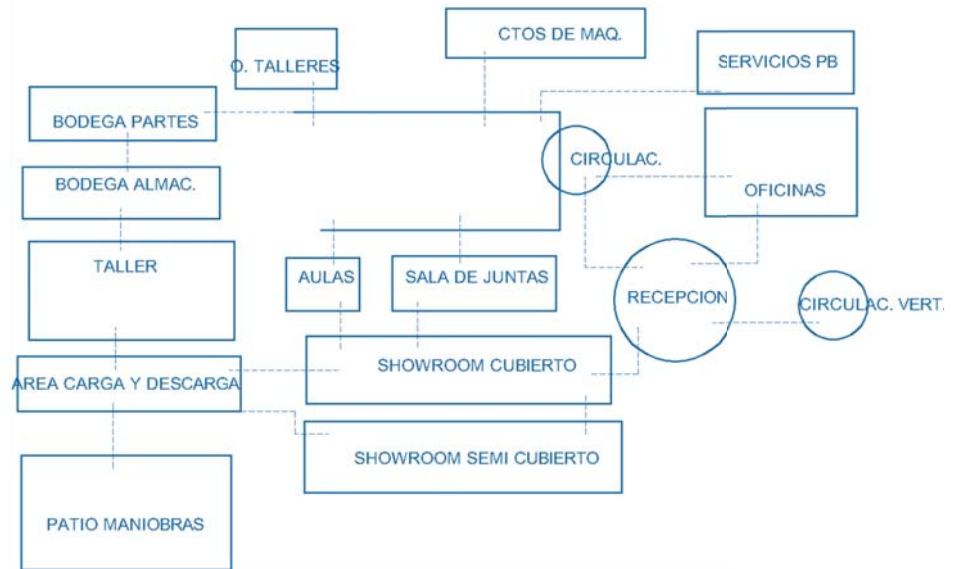 CTOS DE MAQ.
O. TALLERES
SERVICIOS PB
BODEGA PARTES
CIRCULAC.
BODEGA ALMAC.
OFICINAS
TALLER
AULAS
SALA DE JUNTAS
RECEPCION
CIRCULAC. VERT.
SHOWROOM CUBIERTO
AREA CARGA Y DESCARGA
SHOWROOM SEMI CUBIERTO
PATIO MANIOBRAS